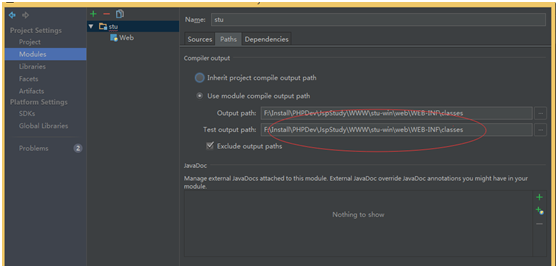 Name: stu
stu
Web
Project Settings
Project
Modules
Libraries
Facets
Artifacts
Platform Settings
SDKs
Global Libraries
Problems 2
Sources Paths Dependencies
Compiler output
Inherit project compile output path
Use module compile output path
Output path: F:\Install\PHPDev\JspStudy\WWW\stu-win\web\WEB-INF\classes
Test output path: F:\Install\PHPDev\JspStudy\WWW\stu-win\web\WEB-INF\classes
Exclude output paths
JavaDoc
Manage external JavaDocs attached to this module. External JavaDoc override JavaDoc annotations you might have in your
module.
Nothing to show